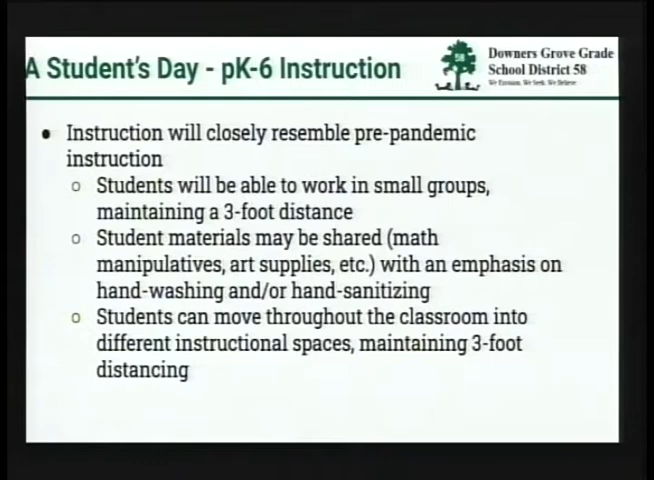 A Student's Day - pK-6 Instruction
58
Downers Grove Grade
School District 58
We Envision, We Seek, We Believe
● Instruction will closely resemble pre-pandemic
instruction
○ Students will be able to work in small groups,
maintaining a 3-foot distance
○ Student materials may be shared (math
manipulatives, art supplies, etc.) with an emphasis on
hand-washing and/or hand-sanitizing
○ Students can move throughout the classroom into
different instructional spaces, maintaining 3-foot
distancing